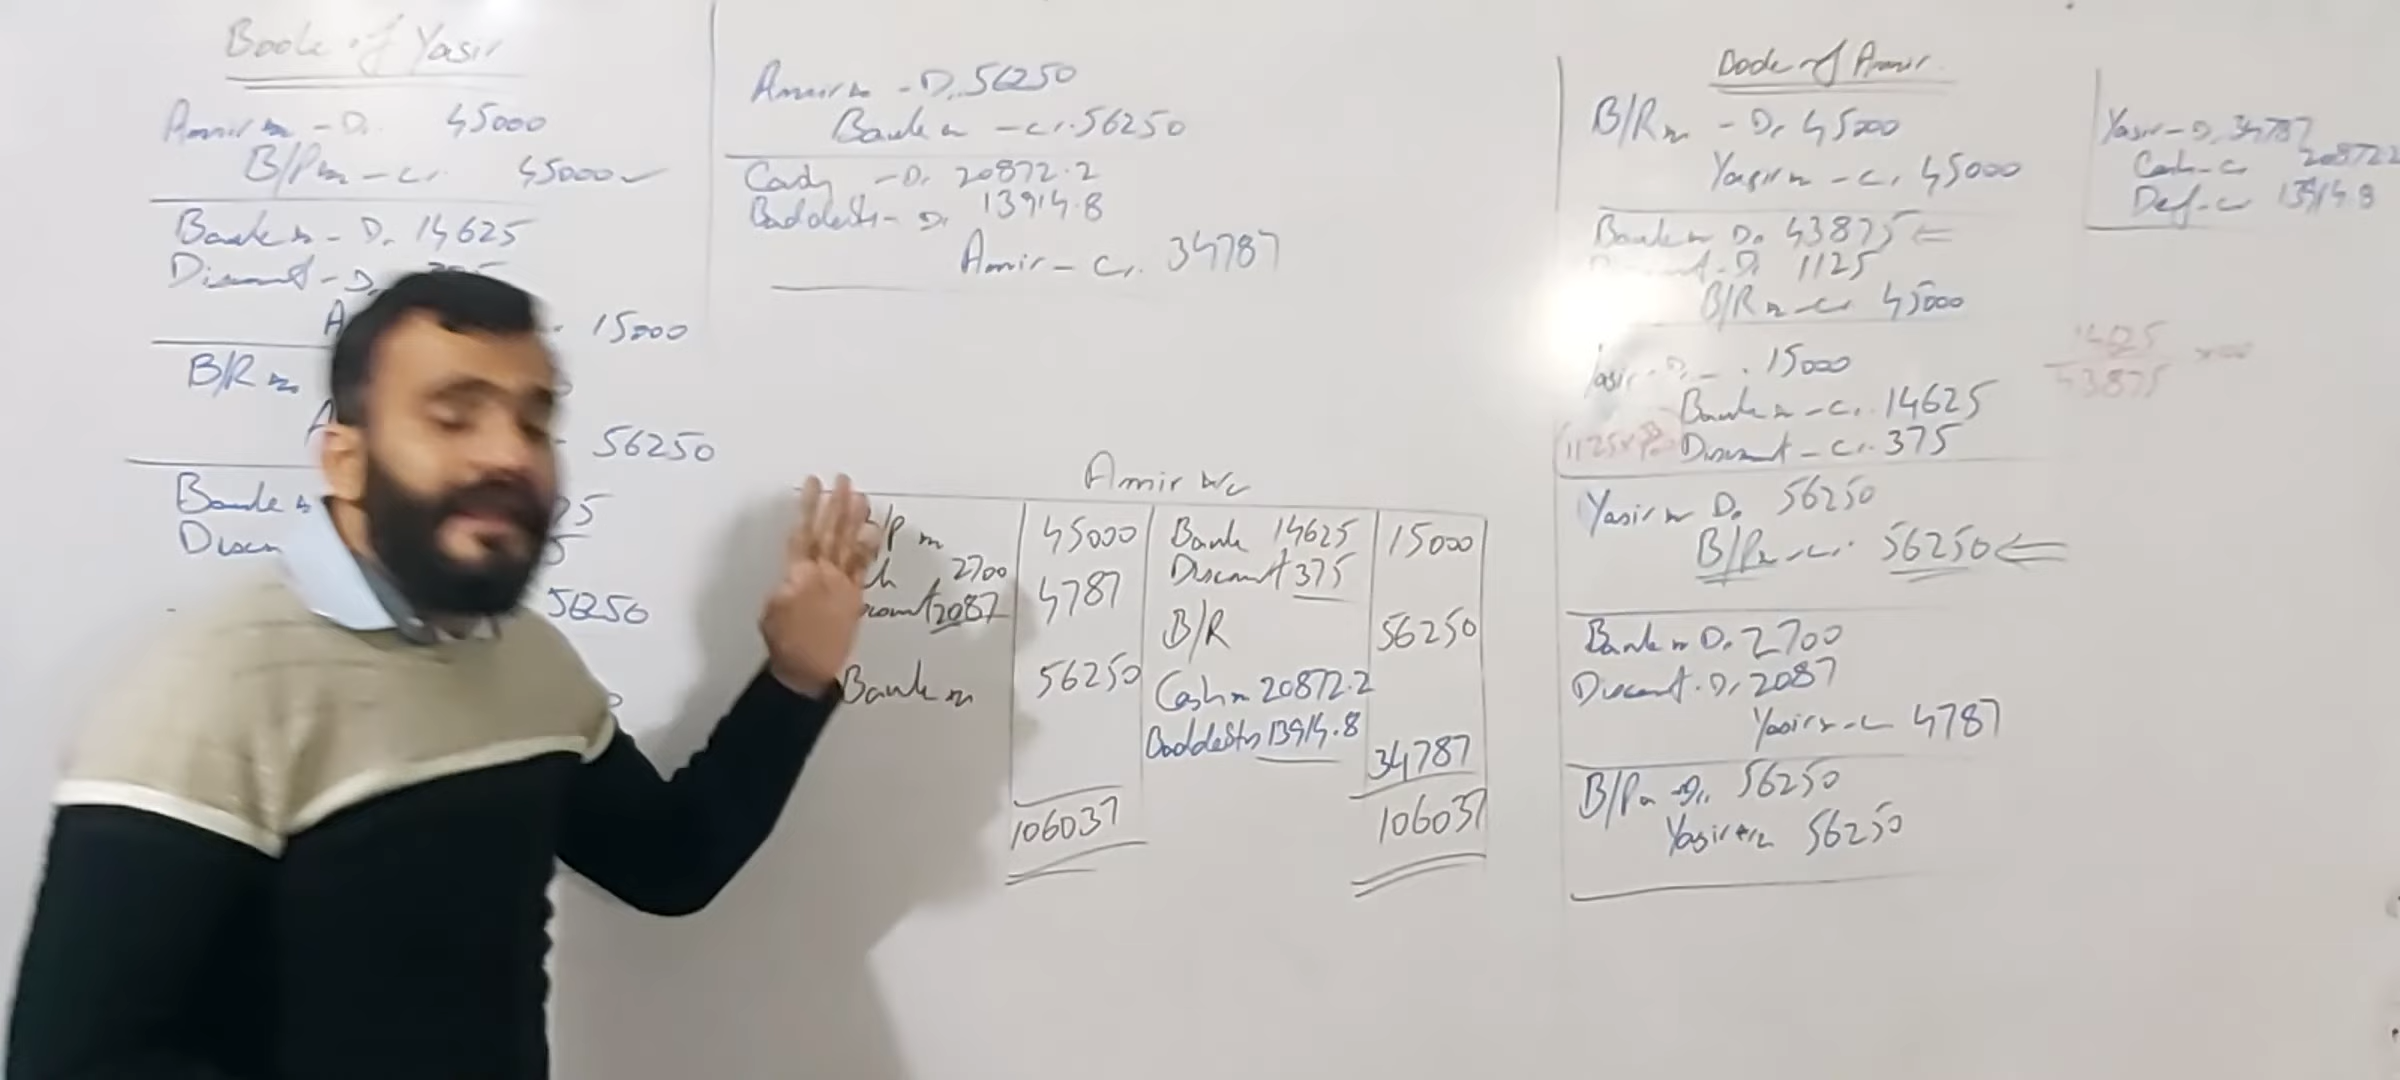 Book of Yasir
Amir - Dr. 45000
B/P - Cr. 45000
Bank - Dr. 14625
Discount - Dr.
15000
B/R
56250
Bank
56250
Amir - Dr. 56250
Bank - Cr. 56250
Cash - Dr. 20872.2
Baddebts - Dr. 13914.8
Amir - Cr. 34787
Amir a/c
45000 Bank 14625 15000
2700 4787 Discount 375
2087 B/R 56250
Bank 56250 Cash 20872.2
Baddebts 13914.8
34787
106037 106037
Book of Amir
B/R - Dr 45000
Yasir - Cr. 45000
Bank Dr. 43875
Dr 1125
B/R - Cr. 45000
Yasir - Dr. 15000
Bank - Cr. 14625
Discount - Cr. 375
Yasir Dr. 56250
B/P - Cr. 56250
Bank Dr. 2700
Discount. Dr 2087
Yasir - Cr 4787
B/P - Dr. 56250
Yasir 56250
Yasir - Dr. 34787
Cash - Cr 20872.2
Def. - Cr 13914.8
43875